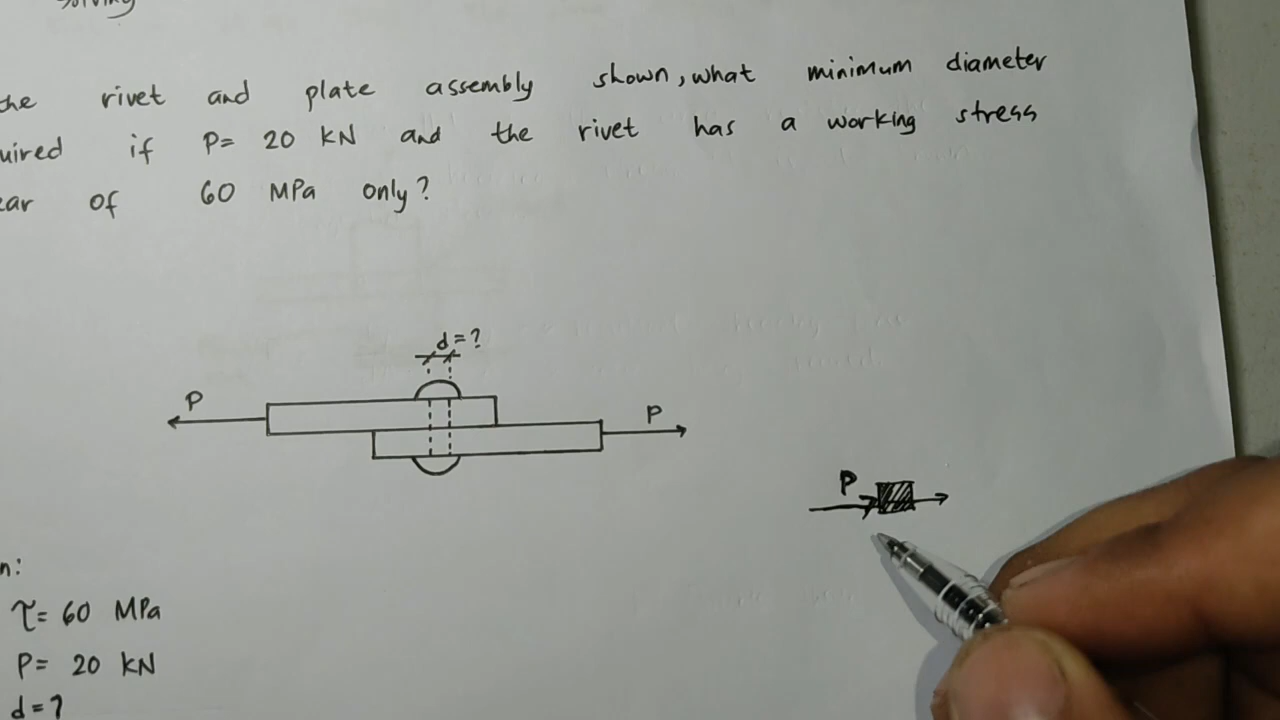 solving
the rivet and plate assembly shown, what minimum diameter
uired if P= 20 KN and the rivet has a working stress
ear of 60 MPa only?
d=?
P
P
P
n:
τ= 60 MPa
P= 20 KN
d=?